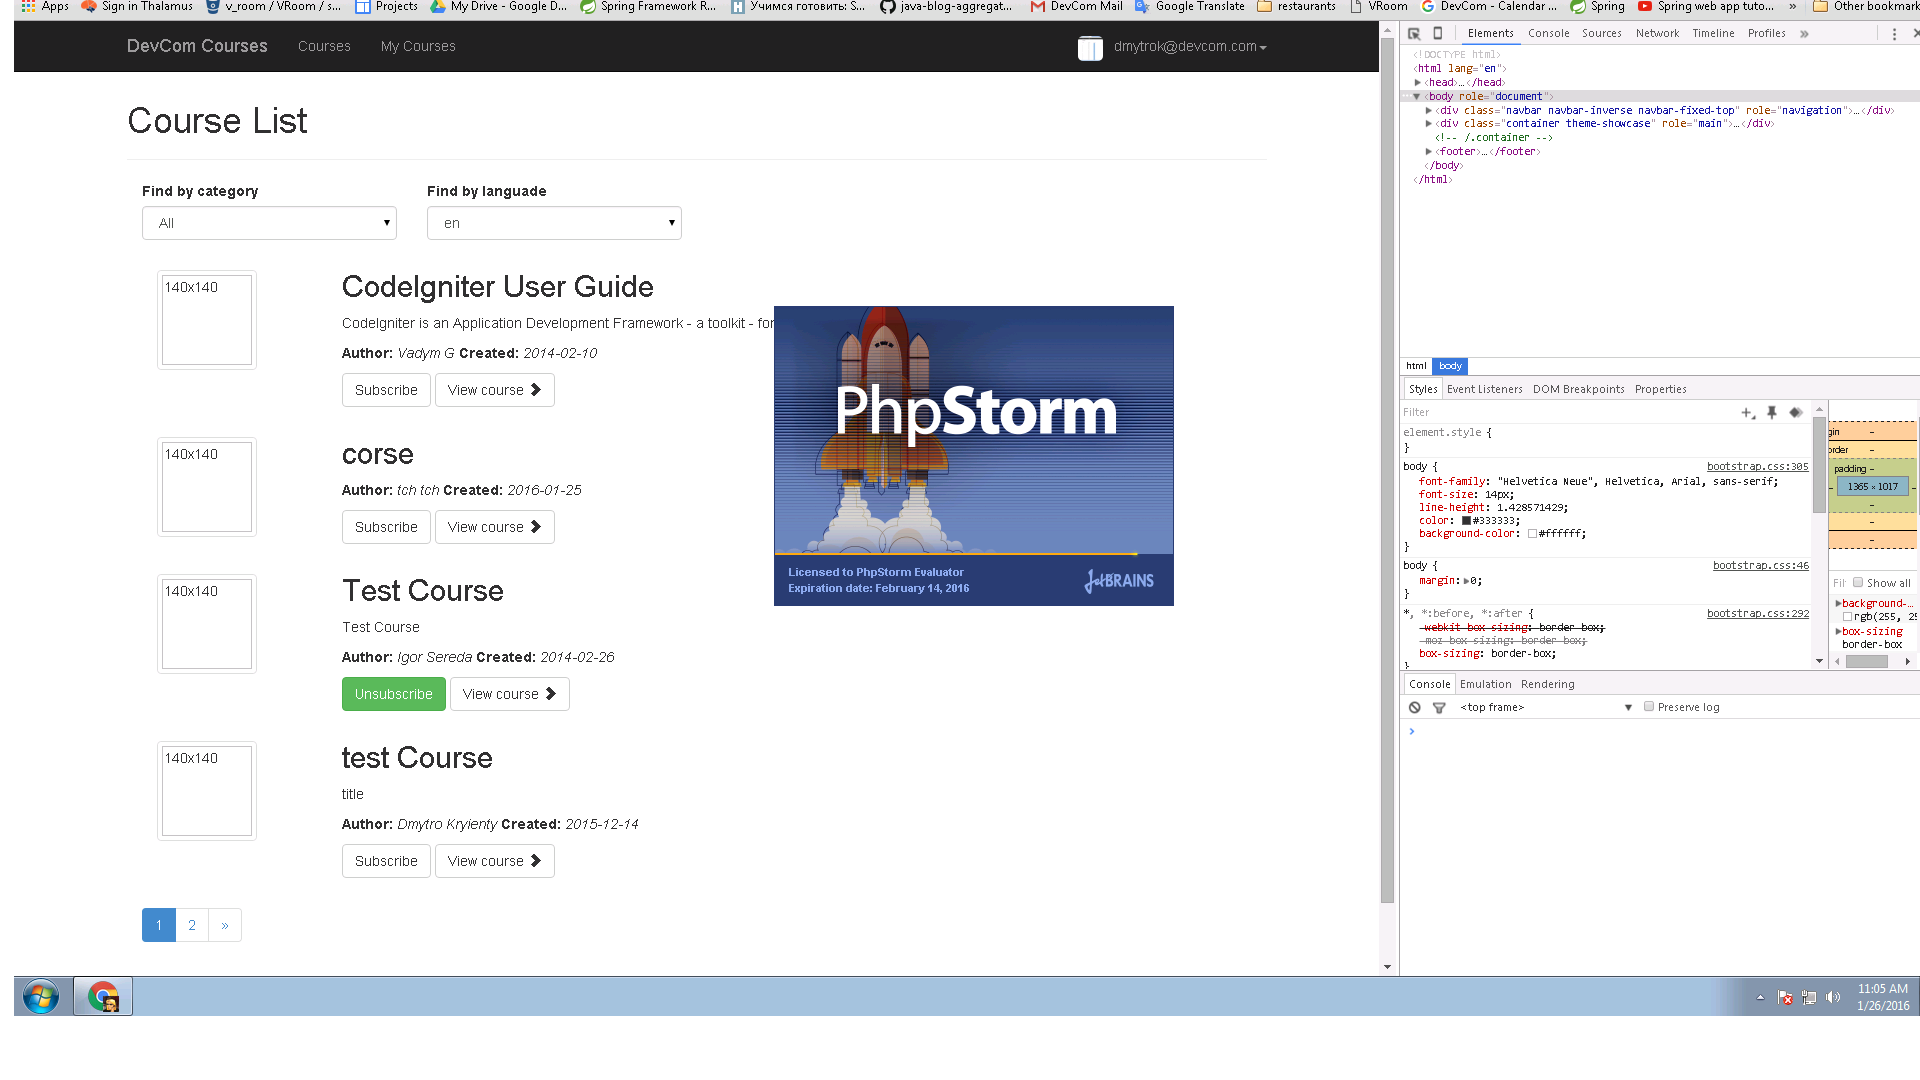 Apps Sign in Thalamus v_room / VRoom / s... Projects My Drive - Google D... Spring Framework R... Учимся готовить: S... java-blog-aggregat... DevCom Mail Google Translate restaurants VRoom DevCom - Calendar ... Spring Spring web app tuto... » Other bookmark
DevCom Courses Courses My Courses dmytrok@devcom.com
Course List
Find by category Find by languade
All en
140x140
CodeIgniter User Guide
CodeIgniter is an Application Development Framework - a toolkit - for
Author: Vadym G Created: 2014-02-10
Subscribe View course
140x140
corse
Author: tch tch Created: 2016-01-25
Subscribe View course
140x140
Test Course
Test Course
Author: Igor Sereda Created: 2014-02-26
Unsubscribe View course
140x140
test Course
title
Author: Dmytro Kryienty Created: 2015-12-14
Subscribe View course
1 2 »
PhpStorm
Licensed to PhpStorm Evaluator
Expiration date: February 14, 2016
JetBRAINS
Elements Console Sources Network Timeline Profiles »
<!DOCTYPE html>
<html lang="en">
<head>…</head>
<body role="document">
<div class="navbar navbar-inverse navbar-fixed-top" role="navigation">…</div>
<div class="container theme-showcase" role="main">…</div>
<!-- /.container -->
<footer>…</footer>
</body>
</html>
html body
Styles Event Listeners DOM Breakpoints Properties
Filter
element.style {
}
body { bootstrap.css:305
font-family: "Helvetica Neue", Helvetica, Arial, sans-serif;
font-size: 14px;
line-height: 1.428571429;
color: #333333;
background-color: #ffffff;
}
body { bootstrap.css:46
margin: 0;
}
*, *:before, *:after { bootstrap.css:292
-webkit-box-sizing: border-box;
-moz-box-sizing: border-box;
box-sizing: border-box;
}
gin –
order –
padding –
– 1365 × 1017 –
–
–
–
Fil Show all
background-…
rgb(255, 25
box-sizing
border-box
Console Emulation Rendering
<top frame> Preserve log
11:05 AM
1/26/2016